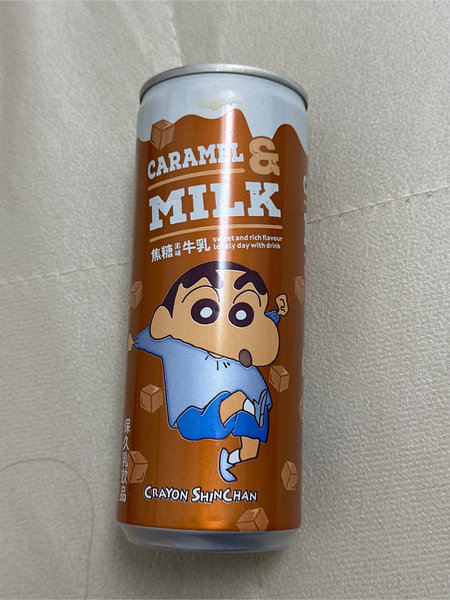 CARAMEL &
MILK
焦糖風味牛乳
sweet and rich flavour
lovely day with drink
保久乳飲品
CRAYON SHINCHAN